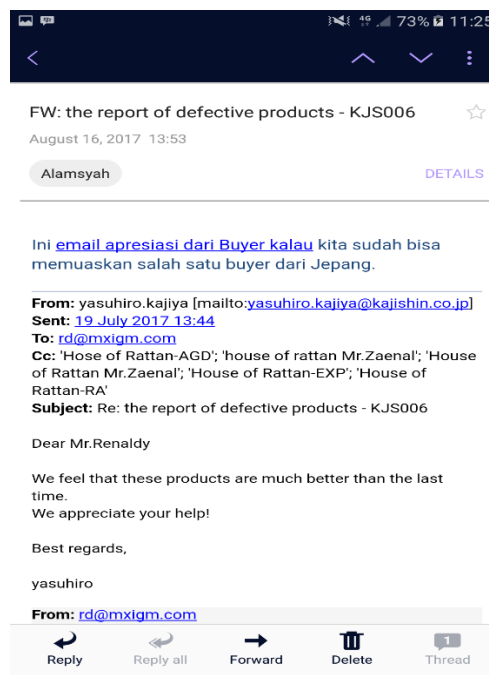 4G 73% 11:25
FW: the report of defective products - KJS006
August 16, 2017 13:53
Alamsyah
DETAILS
Ini email apresiasi dari Buyer kalau kita sudah bisa
memuaskan salah satu buyer dari Jepang.
From: yasuhiro.kajiya [mailto:yasuhiro.kajiya@kajishin.co.jp]
Sent: 19 July 2017 13:44
To: rd@mxigm.com
Cc: 'Hose of Rattan-AGD'; 'house of rattan Mr.Zaenal'; 'House
of Rattan Mr.Zaenal'; 'House of Rattan-EXP'; 'House of
Rattan-RA'
Subject: Re: the report of defective products - KJS006
Dear Mr.Renaldy
We feel that these products are much better than the last
time.
We appreciate your help!
Best regards,
yasuhiro
From: rd@mxigm.com
Reply Reply all Forward Delete Thread
1